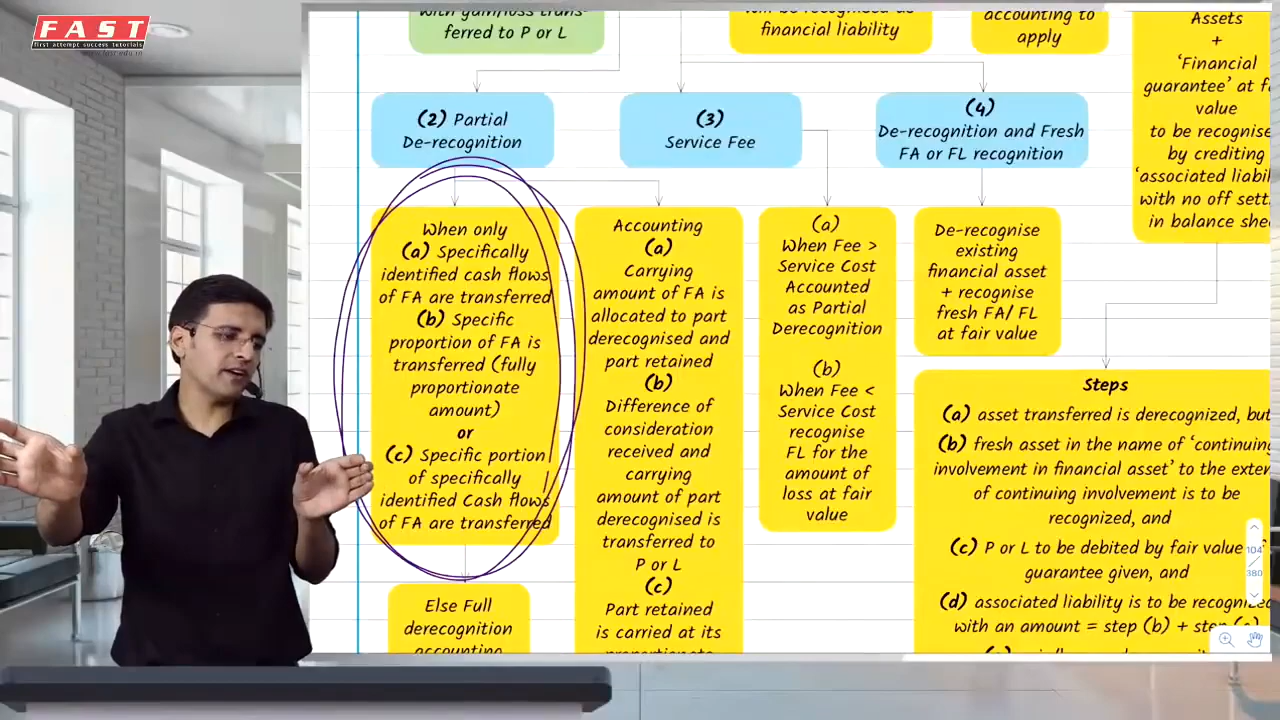 FAST
first attempt success tutorials
www.fast.edu.in
with gain/loss trans-
ferred to P or L
will be recognised as
financial liability
accounting to
apply
Assets
+
‘Financial
guarantee’ at
value
to be recognise
by crediting
‘associated
with no off
in balance
(2) Partial
De-recognition
(3)
Service Fee
(4)
De-recognition and Fresh
FA or FL recognition
When only
(a) Specifically
identified cash flows
of FA are transferred
(b) Specific
proportion of FA is
transferred (fully
proportionate
amount)
or
(c) Specific portion
of specifically
identified Cash flows
of FA are transferred
Else Full
derecognition
accounting
Accounting
(a)
Carrying
amount of FA is
allocated to part
derecognised and
part retained
(b)
Difference of
consideration
received and
carrying
amount of part
derecognised is
transferred to
P or L
(c)
Part retained
is carried at its
proportionate
(a)
When Fee >
Service Cost
Accounted
as Partial
Derecognition
(b)
When Fee <
Service Cost
recognise
FL for the
amount of
loss at fair
value
De-recognise
existing
financial asset
+ recognise
fresh FA/ FL
at fair value
Steps
(a) asset transferred is derecognized, but
(b) fresh asset in the name of ‘continuing
involvement in financial asset’ to the exten
of continuing involvement is to be
recognized, and
(c) P or L to be debited by fair value
guarantee given, and
(d) associated liability is to be recognized
with an amount = step (b) + step (c)
104
380